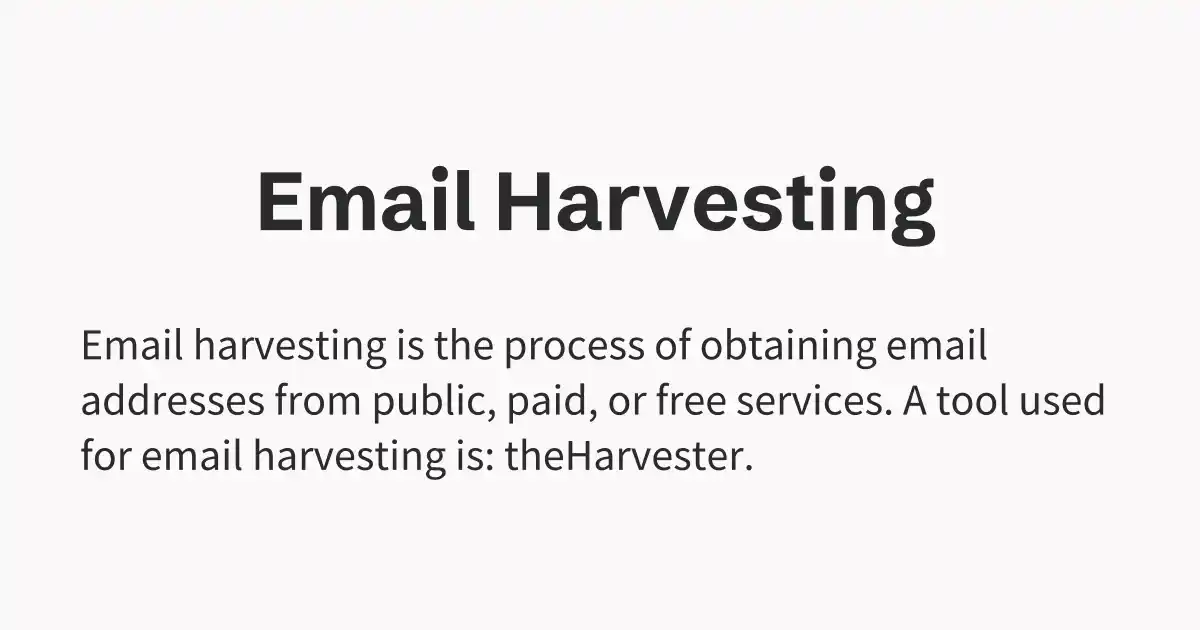 Email Harvesting
Email harvesting is the process of obtaining email
addresses from public, paid, or free services. A tool used
for email harvesting is: theHarvester.